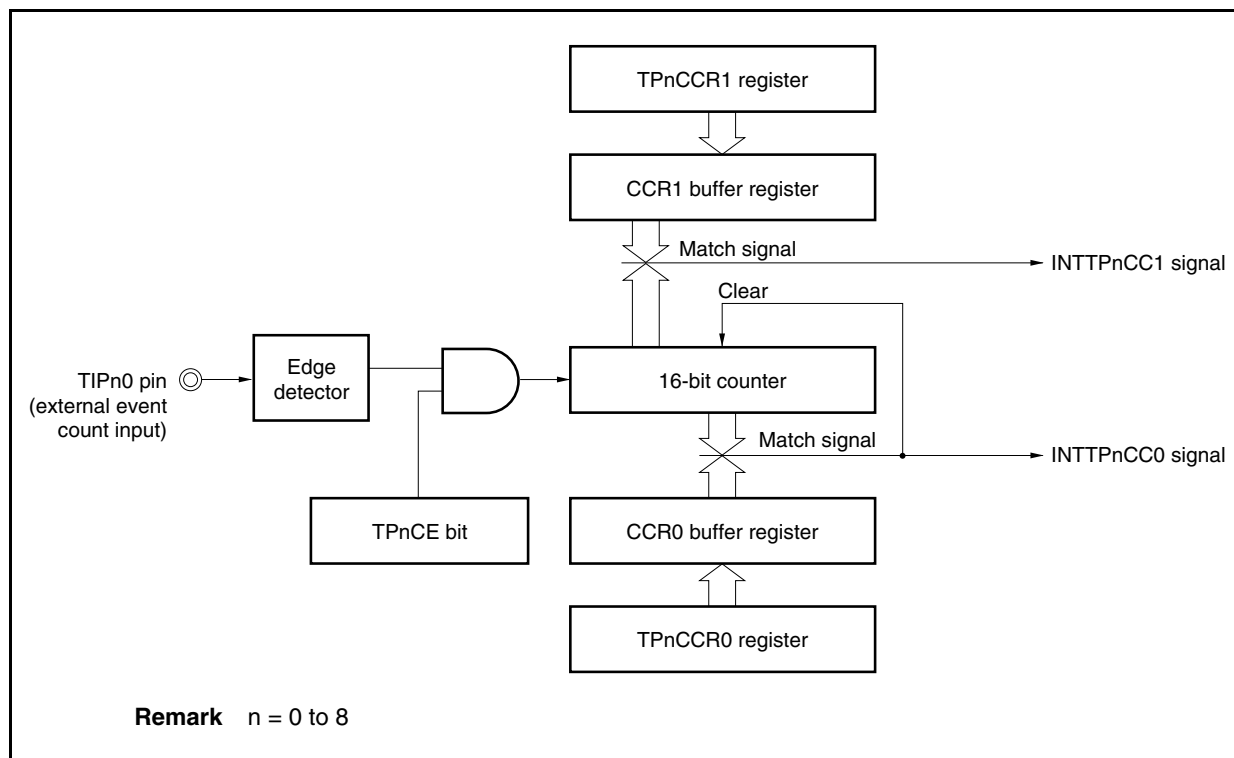 TPnCCR1 register
CCR1 buffer register
Match signal
INTTPnCC1 signal
Clear
TIPn0 pin
(external event
count input)
Edge
detector
16-bit counter
Match signal
INTTPnCC0 signal
TPnCE bit
CCR0 buffer register
TPnCCR0 register
Remark n = 0 to 8